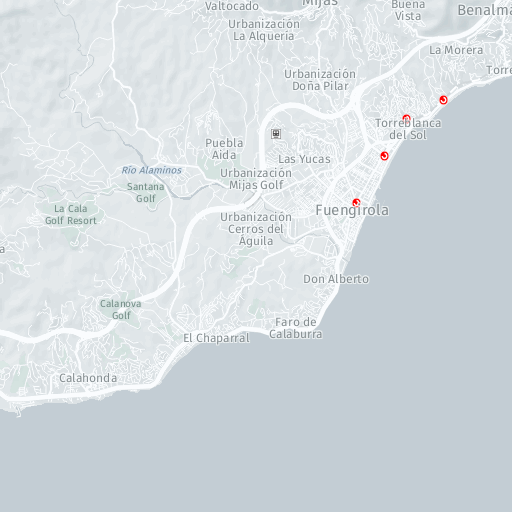 Mijas
Buena
Vista
Benalma
Valtocado
Urbanización
La Alquería
La Morera
Torre
Urbanización
Doña Pilar
Torreblanca
del Sol
Puebla
Aida
Las Yucas
Río Alaminos
Urbanización
Mijas Golf
Santana
Golf
La Cala
Golf Resort
Fuengirola
Urbanización
Cerros del
Águila
a
Don Alberto
Calanova
Golf
Faro de
Calaburra
El Chaparral
Calahonda